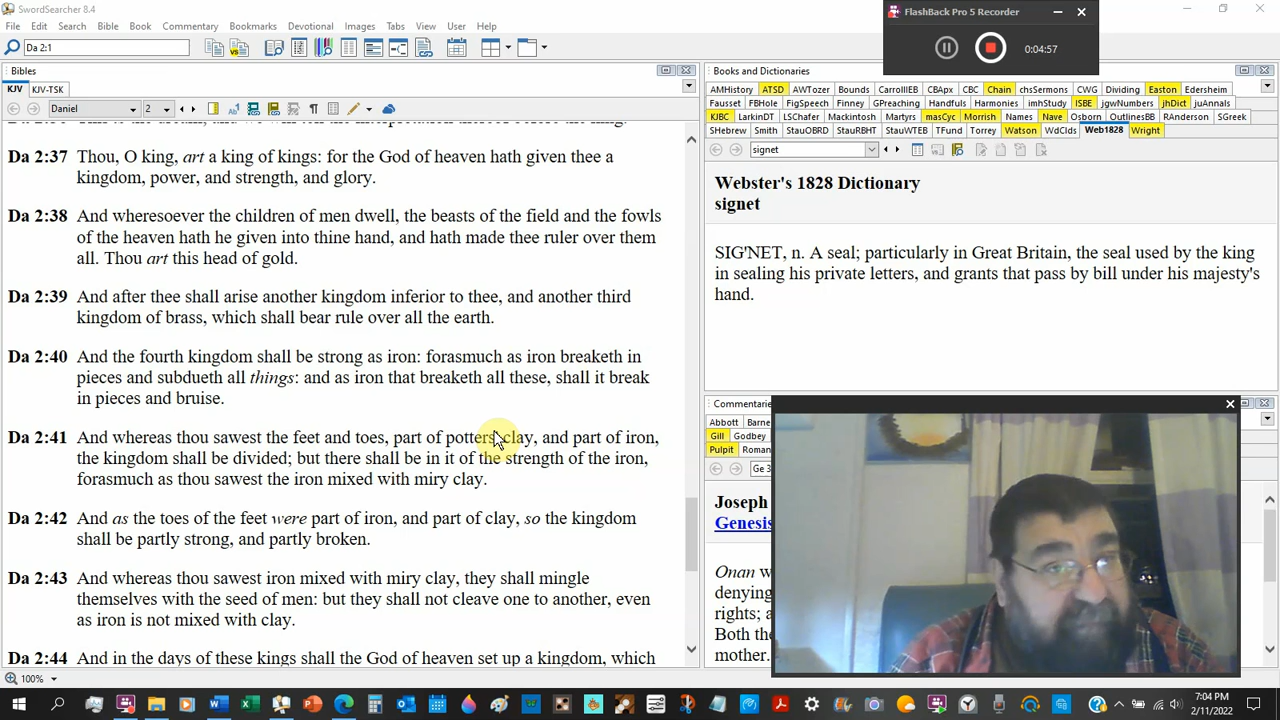 SwordSearcher 8.4
File Edit Search Bible Book Commentary Bookmarks Devotional Images Tabs View User Help
Da 2:1
FlashBack Pro 5 Recorder
0:04:57
Bibles
KJV KJV-TSK
Daniel 2
Da 2:37 Thou, O king, art a king of kings: for the God of heaven hath given thee a
kingdom, power, and strength, and glory.
Da 2:38 And wheresoever the children of men dwell, the beasts of the field and the fowls
of the heaven hath he given into thine hand, and hath made thee ruler over them
all. Thou art this head of gold.
Da 2:39 And after thee shall arise another kingdom inferior to thee, and another third
kingdom of brass, which shall bear rule over all the earth.
Da 2:40 And the fourth kingdom shall be strong as iron: forasmuch as iron breaketh in
pieces and subdueth all things: and as iron that breaketh all these, shall it break
in pieces and bruise.
Da 2:41 And whereas thou sawest the feet and toes, part of potters' clay, and part of iron,
the kingdom shall be divided; but there shall be in it of the strength of the iron,
forasmuch as thou sawest the iron mixed with miry clay.
Da 2:42 And as the toes of the feet were part of iron, and part of clay, so the kingdom
shall be partly strong, and partly broken.
Da 2:43 And whereas thou sawest iron mixed with miry clay, they shall mingle
themselves with the seed of men: but they shall not cleave one to another, even
as iron is not mixed with clay.
Da 2:44 And in the days of these kings shall the God of heaven set up a kingdom, which
100%
Books and Dictionaries
AMHistory ATSD AWTozer Bounds CarrollEB CBApx CBC Chain chsSermons CWG Dividing Easton Edersheim
Fausset FBHole FigSpeech Finney GPreaching Handfuls Harmonies imhStudy ISBE jgwNumbers jhDict juAnnals
KJBC LarkinDT LSChafer Mackintosh Martyrs masCyc Morrish Names Nave Osborn OutlinesBB RAnderson SGreek
SHebrew Smith StauOBRD StauRBHT StauWTEB TFund Torrey Watson WdClds Web1828 Wright
signet
Webster's 1828 Dictionary
signet
SIG'NET, n. A seal; particularly in Great Britain, the seal used by the king
in sealing his private letters, and grants that pass by bill under his majesty's
hand.
Commentarie
Abbott Barne
Gill Godbey
Pulpit Roman
Ge 3
Joseph
Genesis
Onan w
denying
rights; a
Both the
mother.
7:04 PM
2/11/2022